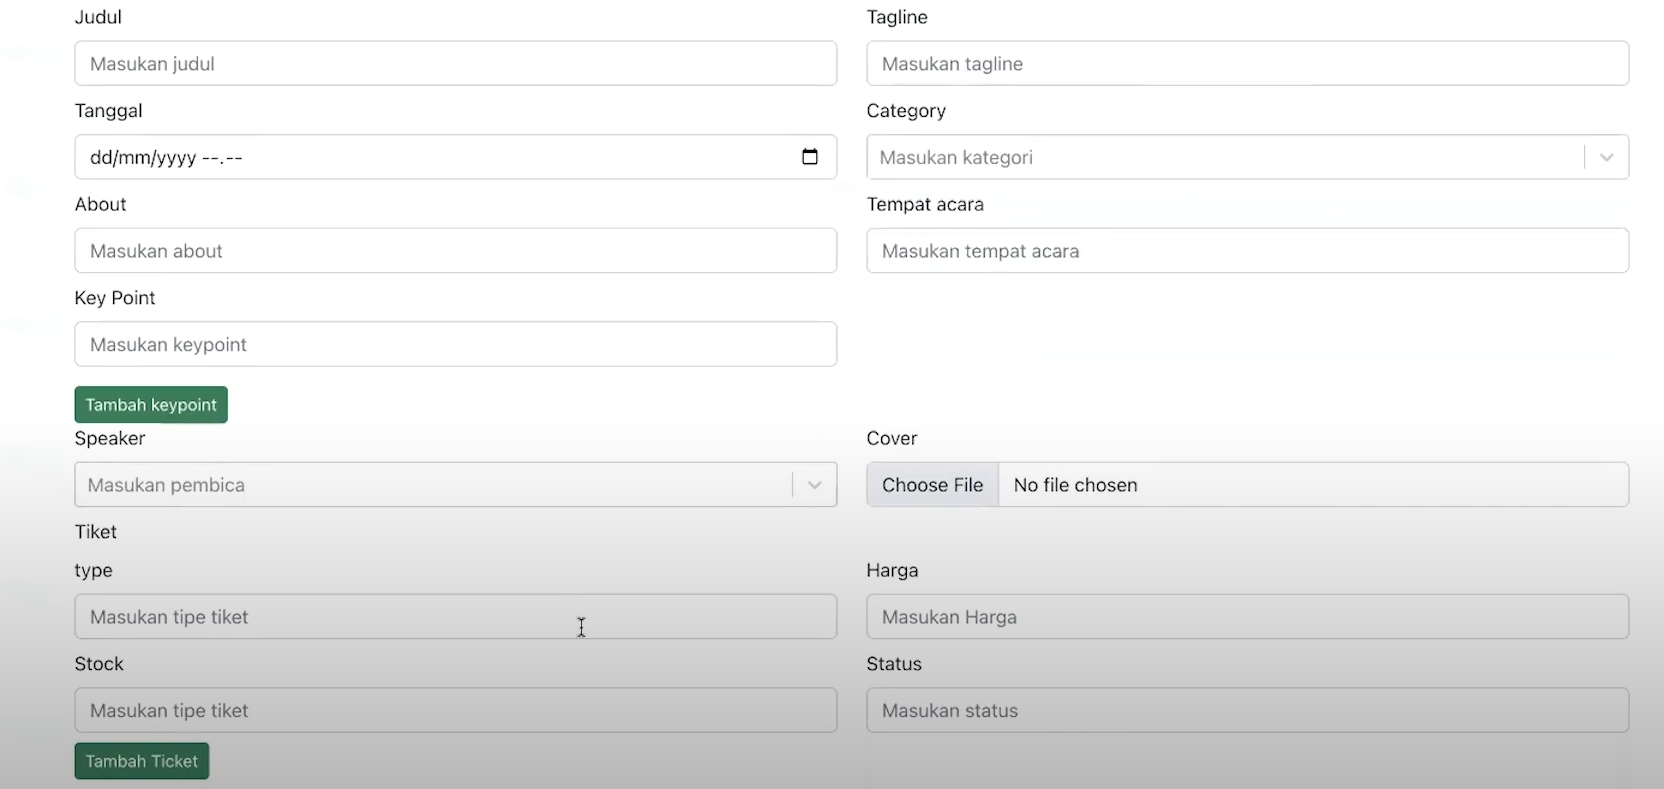 Judul
Tagline
Masukan judul
Masukan tagline
Tanggal
Category
dd/mm/yyyy --.--
Masukan kategori
About
Tempat acara
Masukan about
Masukan tempat acara
Key Point
Masukan keypoint
Tambah keypoint
Speaker
Cover
Masukan pembica
Choose File No file chosen
Tiket
type
Harga
Masukan tipe tiket
Masukan Harga
Stock
Status
Masukan tipe tiket
Masukan status
Tambah Ticket